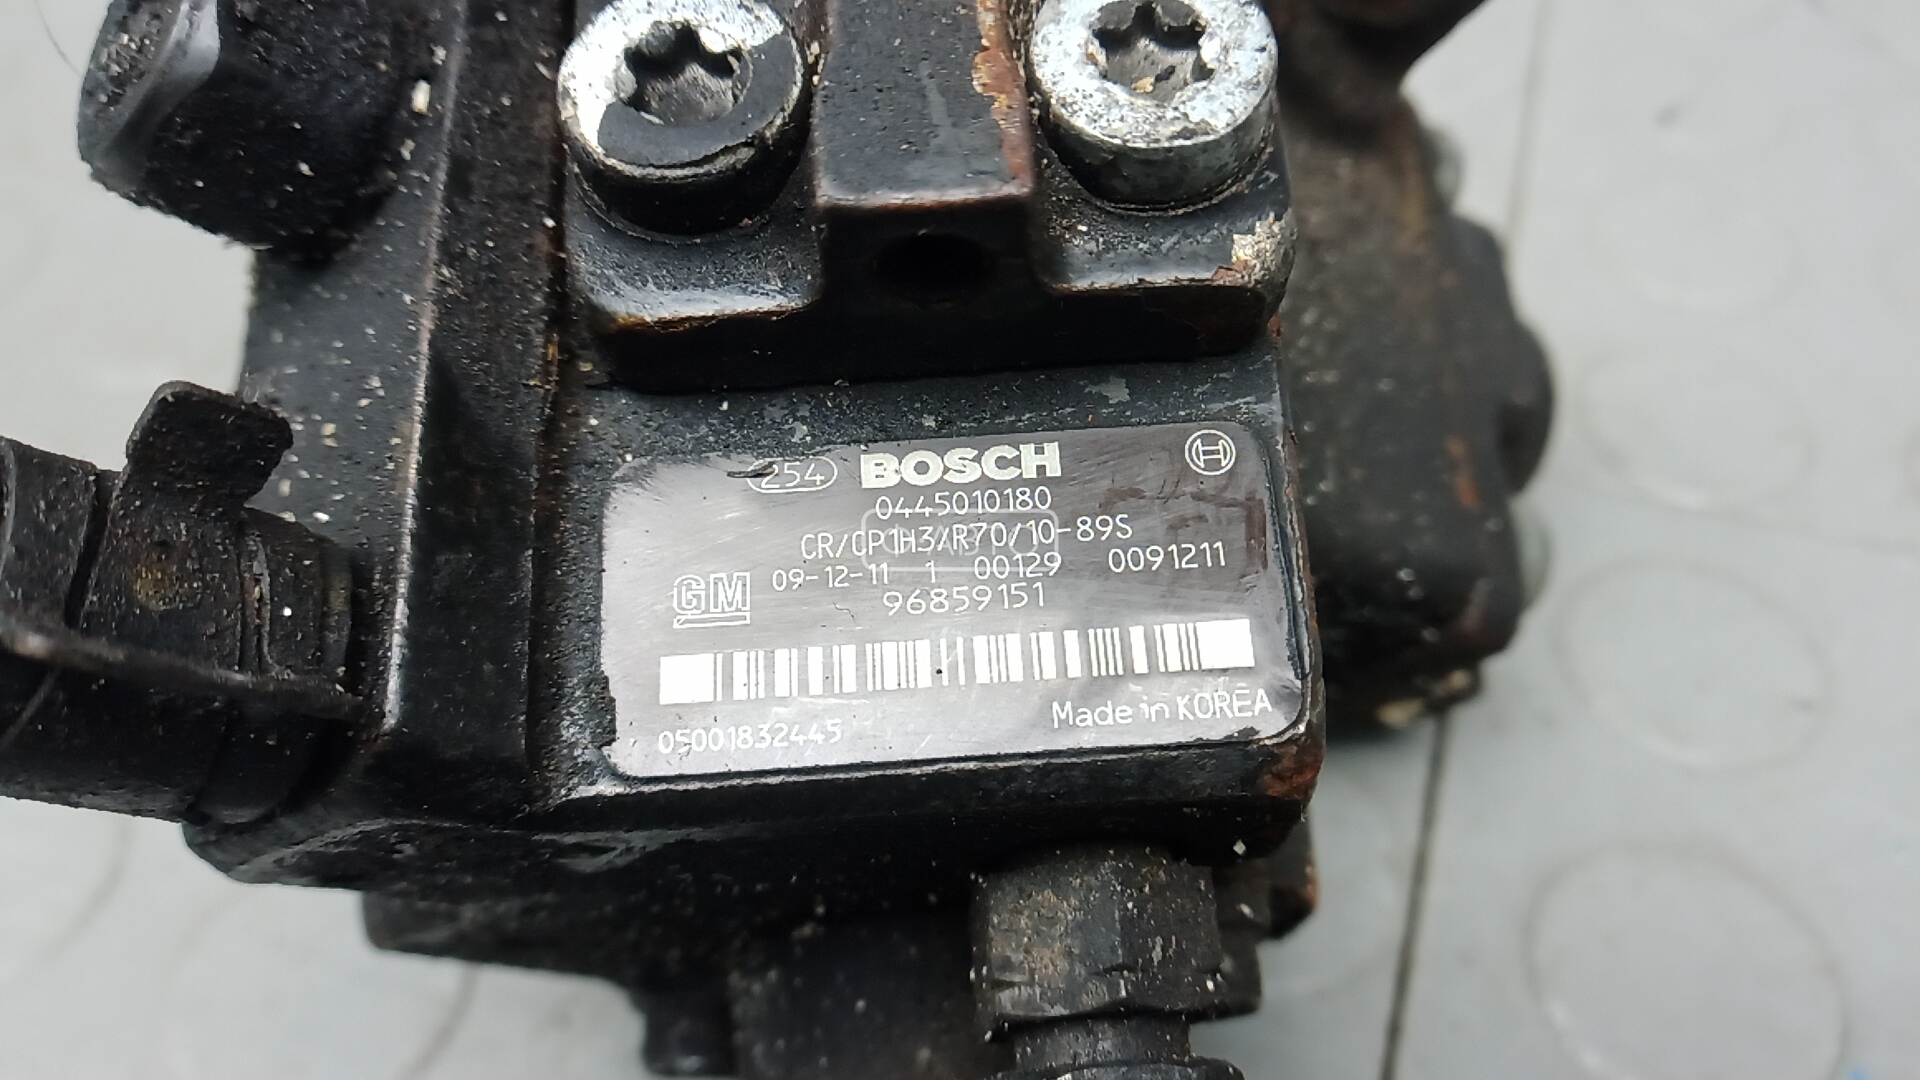 254 BOSCH
0445010180
CR/CP1H3/R70/10-89S
GM 09-12-11 1 00129 0091211
96859151
05001832445 Made in KOREA